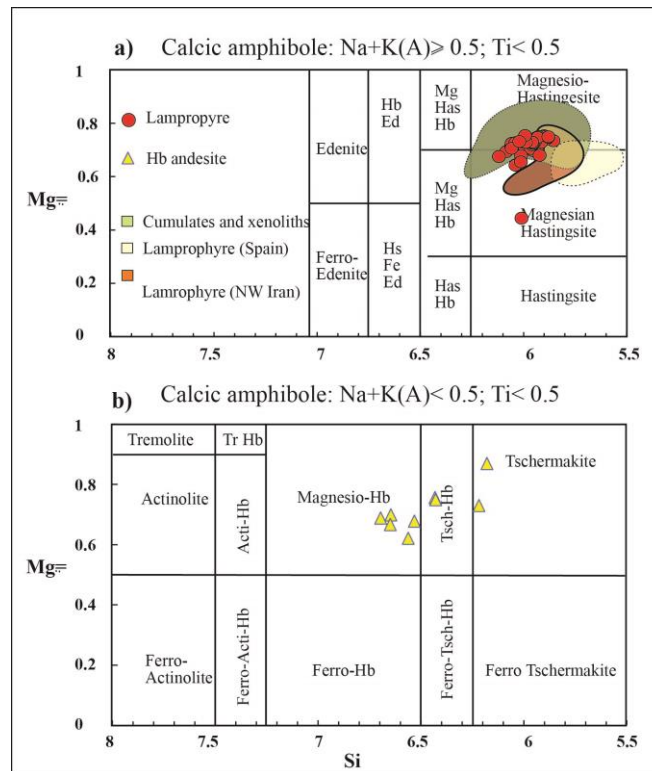 a) Calcic amphibole: Na+K(A)⩾ 0.5; Ti< 0.5
1
0.8
0.6
0.4
0.2
0
Mg#
Lampropyre
Hb andesite
Cumulates and xenoliths
Lamprophyre (Spain)
Lamrophyre (NW Iran)
Edenite
Ferro-
Edenite
Hb
Ed
Hs
Fe
Ed
Mg
Has
Hb
Mg
Has
Hb
Has
Hb
Magnesio-
Hastingesite
Magnesian
Hastingsite
Hastingsite
8
7.5
7
6.5
6
5.5
b) Calcic amphibole: Na+K(A)< 0.5; Ti< 0.5
1
0.8
0.6
0.4
0.2
0
Mg#
Tremolite
Tr Hb
Actinolite
Acti-Hb
Magnesio-Hb
Tsch-Hb
Tschermakite
Ferro-
Actinolite
Ferro-Acti-Hb
Ferro-Hb
Ferro-Tsch-Hb
Ferro Tschermakite
8
7.5
7
6.5
6
5.5
Si